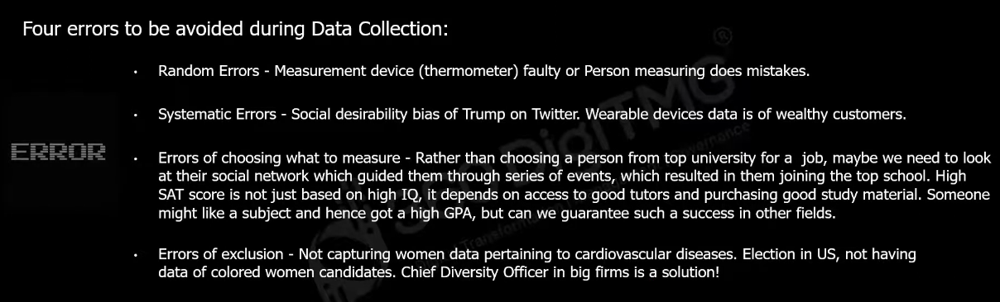 Four errors to be avoided during Data Collection:
• Random Errors - Measurement device (thermometer) faulty or Person measuring does mistakes.
• Systematic Errors - Social desirability bias of Trump on Twitter. Wearable devices data is of wealthy customers.
ERROR
• Errors of choosing what to measure - Rather than choosing a person from top university for a  job, maybe we need to look
at their social network which guided them through series of events, which resulted in them joining the top school. High
SAT score is not just based on high IQ, it depends on access to good tutors and purchasing good study material. Someone
might like a subject and hence got a high GPA, but can we guarantee such a success in other fields.
• Errors of exclusion - Not capturing women data pertaining to cardiovascular diseases. Election in US, not having
data of colored women candidates. Chief Diversity Officer in big firms is a solution!
DigiTMG ®